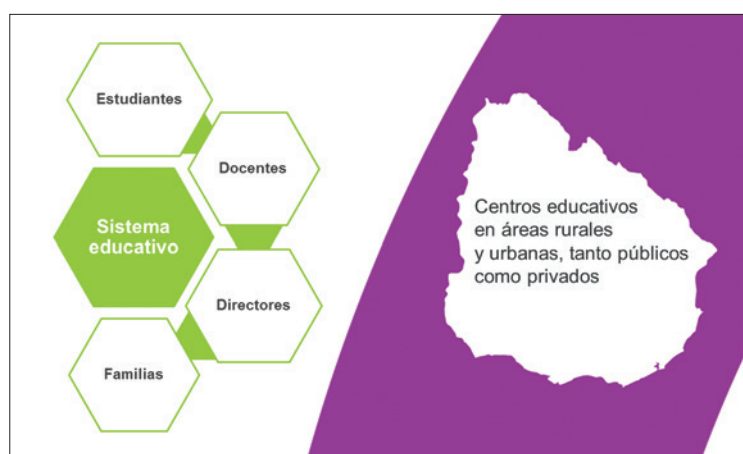 Estudiantes
Docentes
Sistema
educativo
Directores
Familias
Centros educativos
en áreas rurales
y urbanas, tanto públicos
como privados